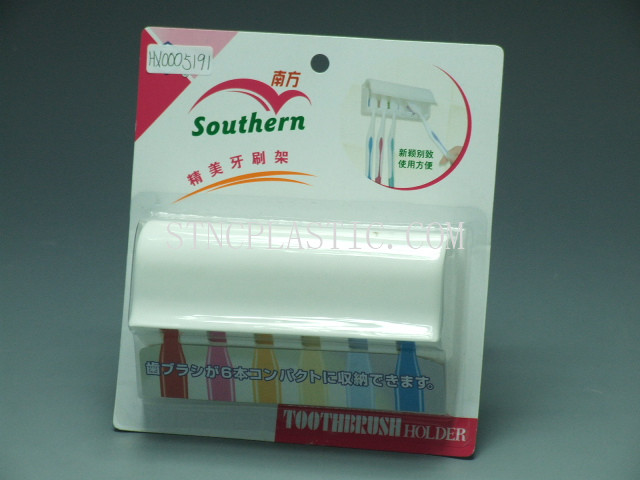 HV0005191
南方
Southern
精美牙刷架
新颖别致
使用方便
STNCPLASTIC.COM
歯ブラシが6本コンパクトに収納できます。
TOOTHBRUSH HOLDER